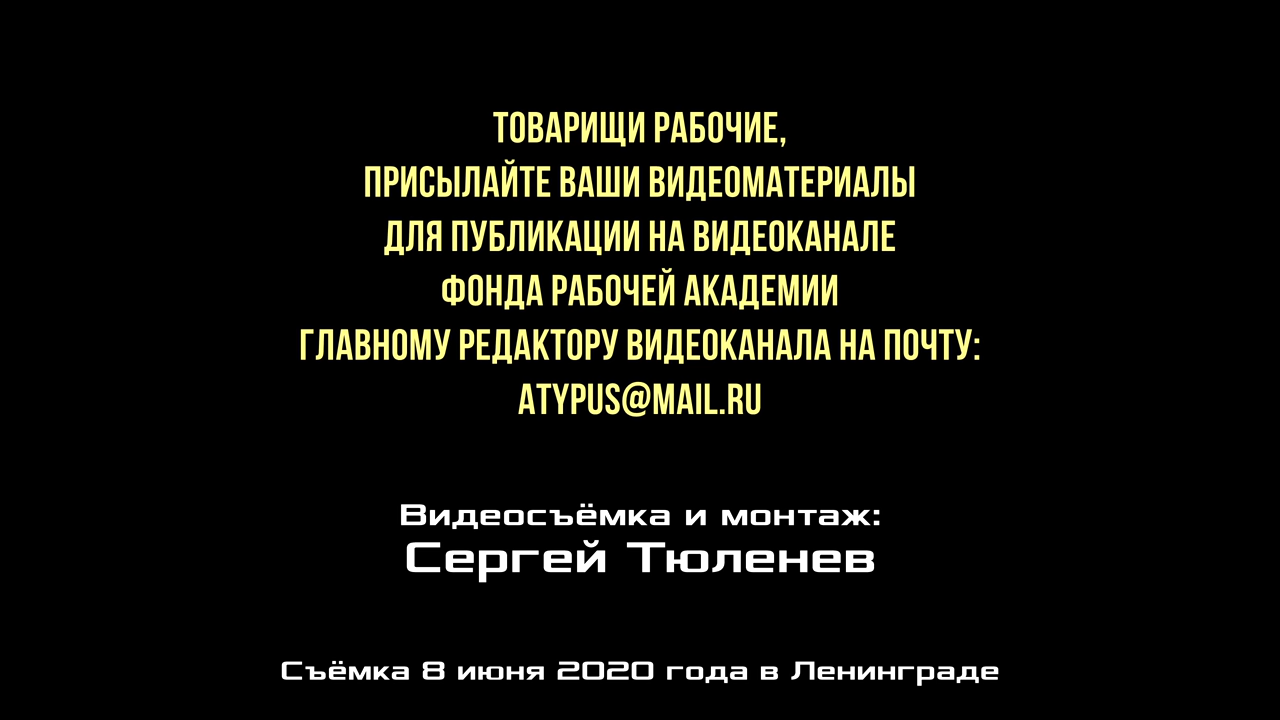 ТОВАРИЩИ РАБОЧИЕ,
ПРИСЫЛАЙТЕ ВАШИ ВИДЕОМАТЕРИАЛЫ
ДЛЯ ПУБЛИКАЦИИ НА ВИДЕОКАНАЛЕ
ФОНДА РАБОЧЕЙ АКАДЕМИИ
ГЛАВНОМУ РЕДАКТОРУ ВИДЕОКАНАЛА НА ПОЧТУ:
ATYPUS@MAIL.RU
Видеосъёмка и монтаж:
Сергей Тюленев
Съёмка 8 июня 2020 года в Ленинграде